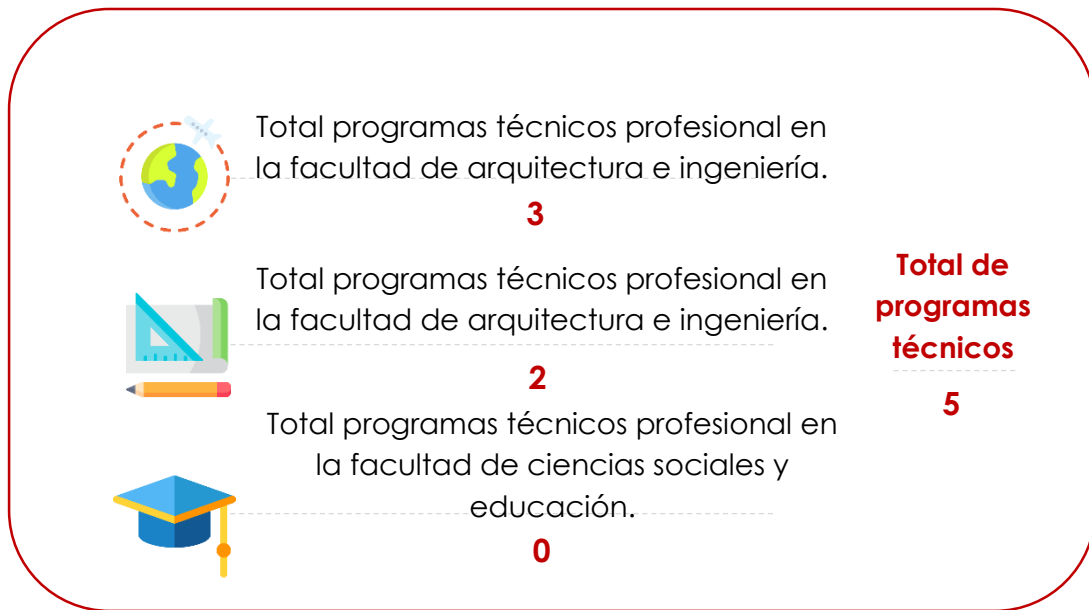 Total programas técnicos profesional en
la facultad de arquitectura e ingeniería.
3
Total programas técnicos profesional en
la facultad de arquitectura e ingeniería.
2
Total programas técnicos profesional en
la facultad de ciencias sociales y
educación.
0
Total de
programas
técnicos
5